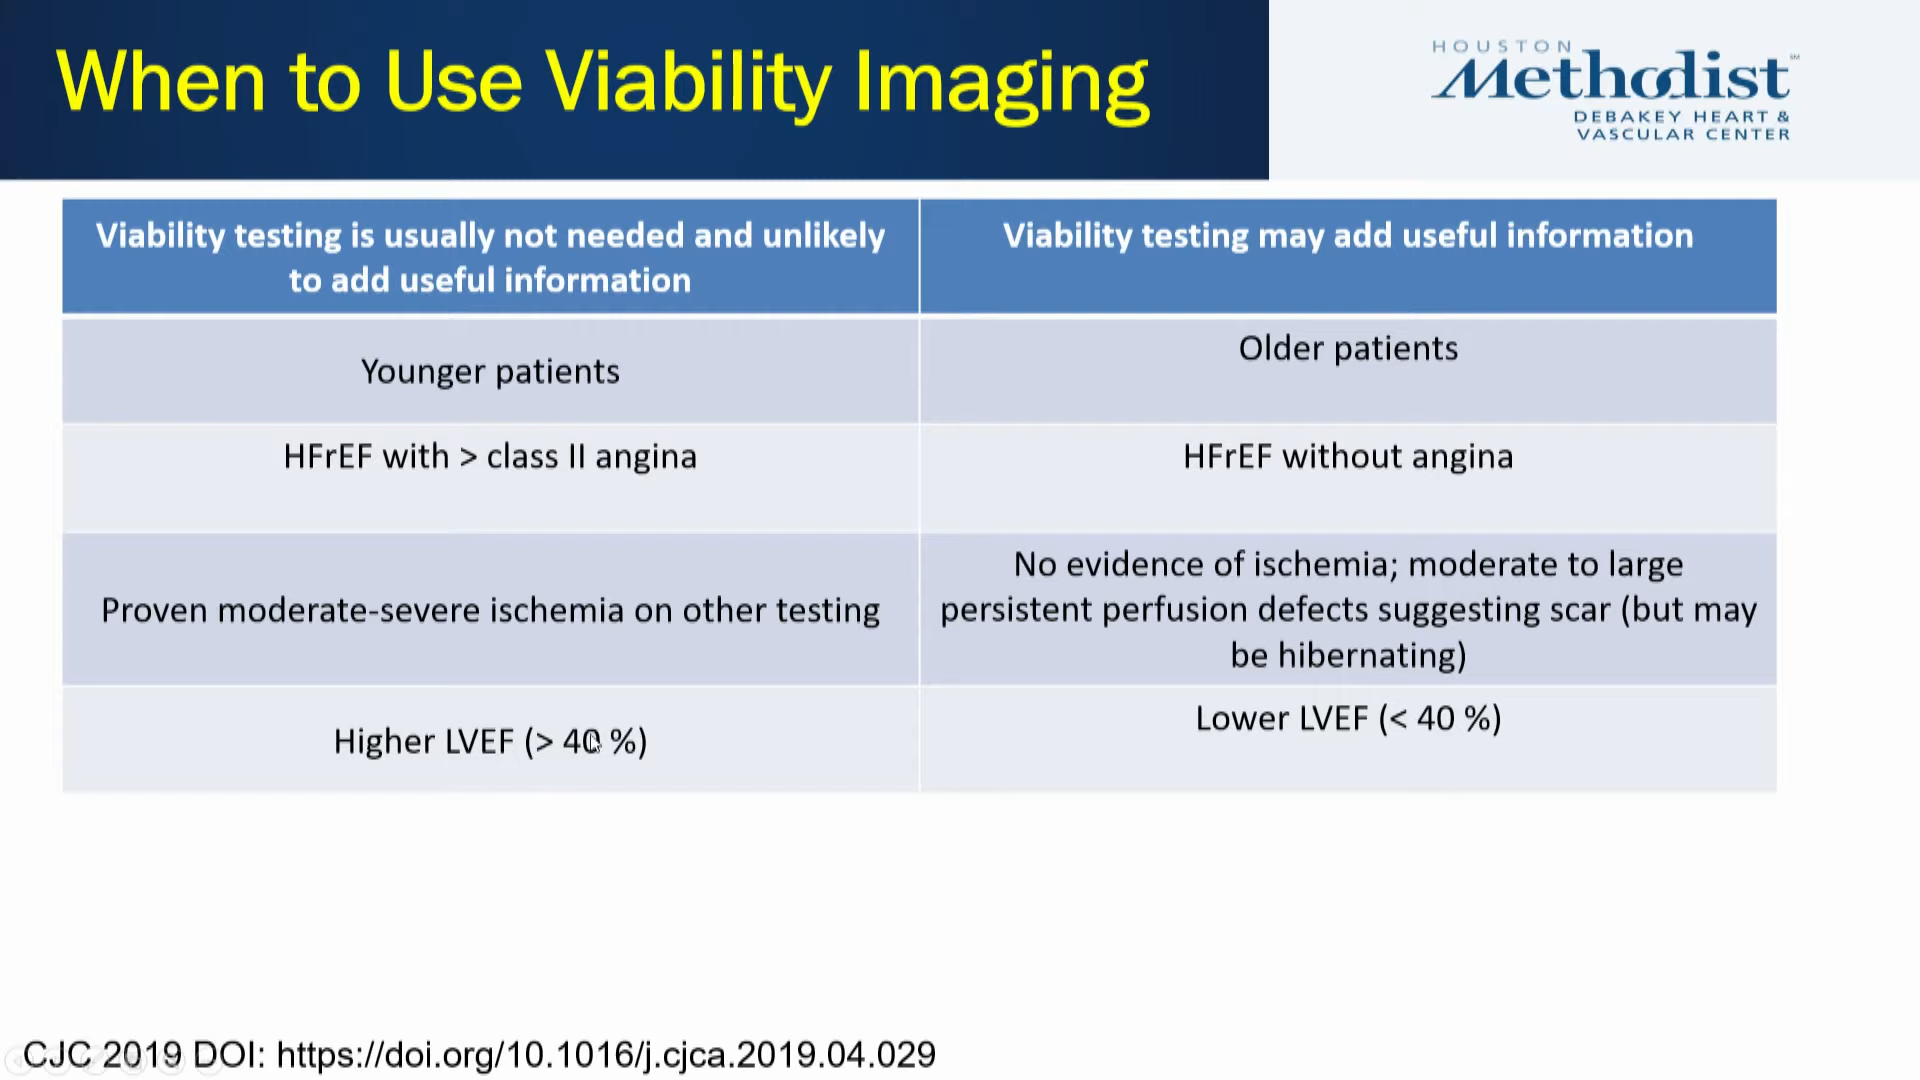 When to Use Viability Imaging
HOUSTON
Methodist
DEBAKEY HEART &
VASCULAR CENTER
Viability testing is usually not needed and unlikely
to add useful information
Viability testing may add useful information
Younger patients
Older patients
HFrEF with > class II angina
HFrEF without angina
Proven moderate-severe ischemia on other testing
No evidence of ischemia; moderate to large
persistent perfusion defects suggesting scar (but may
be hibernating)
Higher LVEF (> 40 %)
Lower LVEF (< 40 %)
CJC 2019 DOI: https://doi.org/10.1016/j.cjca.2019.04.029